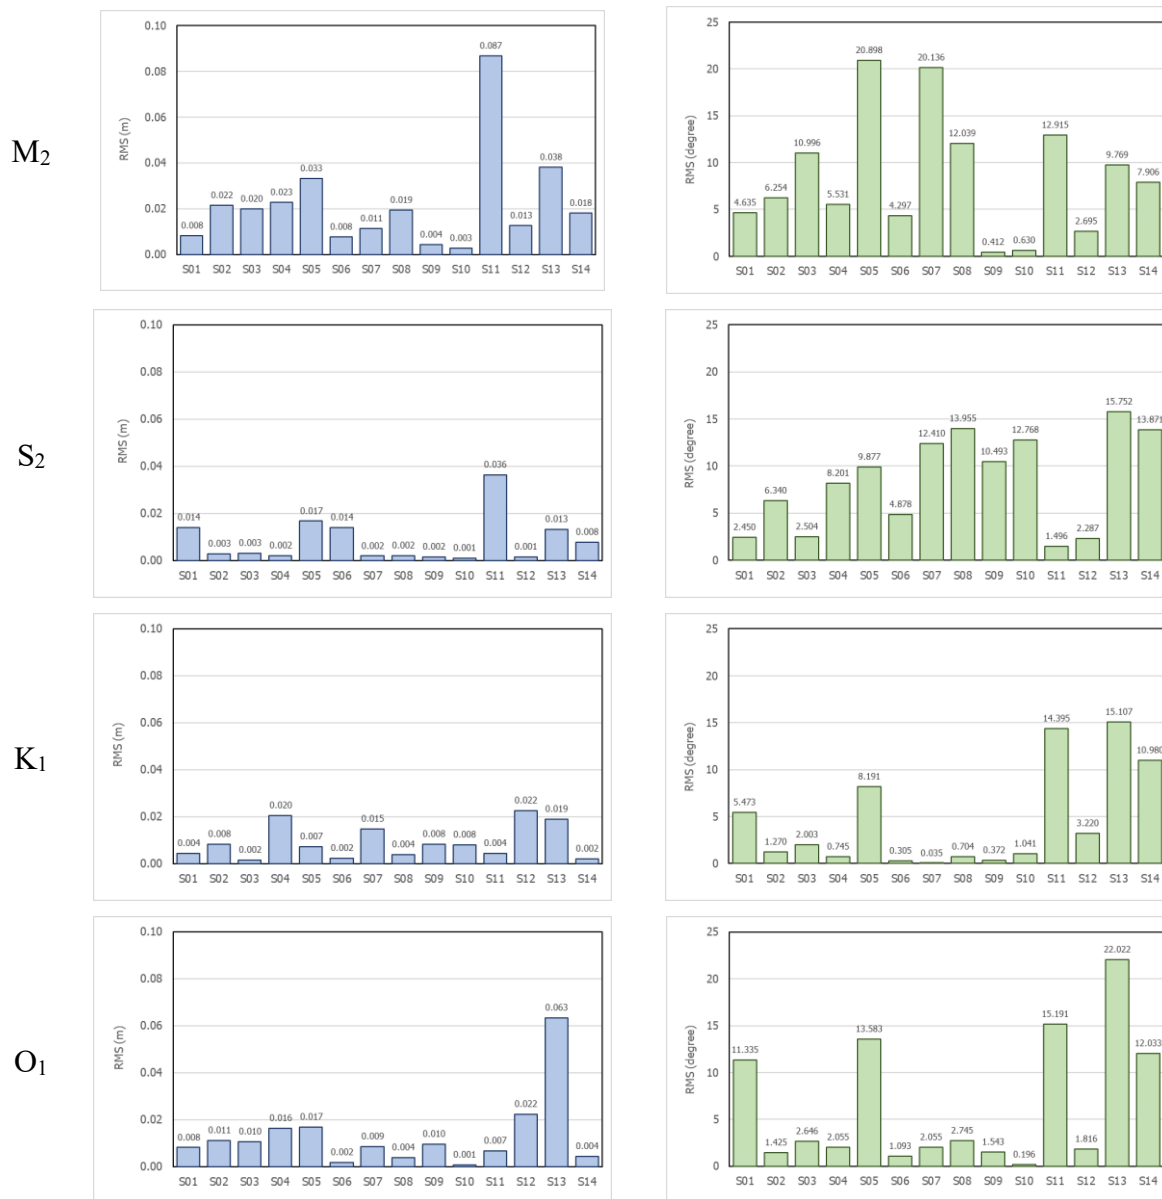 M₂
RMS (m)
0.10
0.08
0.06
0.04
0.02
0.00
0.008 0.022 0.020 0.023 0.033 0.008 0.011 0.019 0.004 0.003 0.087 0.013 0.038 0.018
S01 S02 S03 S04 S05 S06 S07 S08 S09 S10 S11 S12 S13 S14
RMS (degree)
25
20
15
10
5
0
4.635 6.254 10.996 5.531 20.898 4.297 20.136 12.039 0.412 0.630 12.915 2.695 9.769 7.906
S01 S02 S03 S04 S05 S06 S07 S08 S09 S10 S11 S12 S13 S14
S₂
RMS (m)
0.10
0.08
0.06
0.04
0.02
0.00
0.014 0.003 0.003 0.002 0.017 0.014 0.002 0.002 0.002 0.001 0.036 0.001 0.013 0.008
S01 S02 S03 S04 S05 S06 S07 S08 S09 S10 S11 S12 S13 S14
RMS (degree)
25
20
15
10
5
0
2.450 6.340 2.504 8.201 9.877 4.878 12.410 13.955 10.493 12.768 1.496 2.287 15.752 13.871
S01 S02 S03 S04 S05 S06 S07 S08 S09 S10 S11 S12 S13 S14
K₁
RMS (m)
0.10
0.08
0.06
0.04
0.02
0.00
0.004 0.008 0.002 0.020 0.007 0.002 0.015 0.004 0.008 0.008 0.004 0.022 0.019 0.002
S01 S02 S03 S04 S05 S06 S07 S08 S09 S10 S11 S12 S13 S14
RMS (degree)
25
20
15
10
5
0
5.473 1.270 2.003 0.745 8.191 0.305 0.035 0.704 0.372 1.041 14.395 3.220 15.107 10.980
S01 S02 S03 S04 S05 S06 S07 S08 S09 S10 S11 S12 S13 S14
O₁
RMS (m)
0.10
0.08
0.06
0.04
0.02
0.00
0.008 0.011 0.010 0.016 0.017 0.002 0.009 0.004 0.010 0.001 0.007 0.022 0.063 0.004
S01 S02 S03 S04 S05 S06 S07 S08 S09 S10 S11 S12 S13 S14
RMS (degree)
25
20
15
10
5
0
11.335 1.425 2.646 2.055 13.583 1.093 2.055 2.745 1.543 0.196 15.191 1.816 22.022 12.033
S01 S02 S03 S04 S05 S06 S07 S08 S09 S10 S11 S12 S13 S14